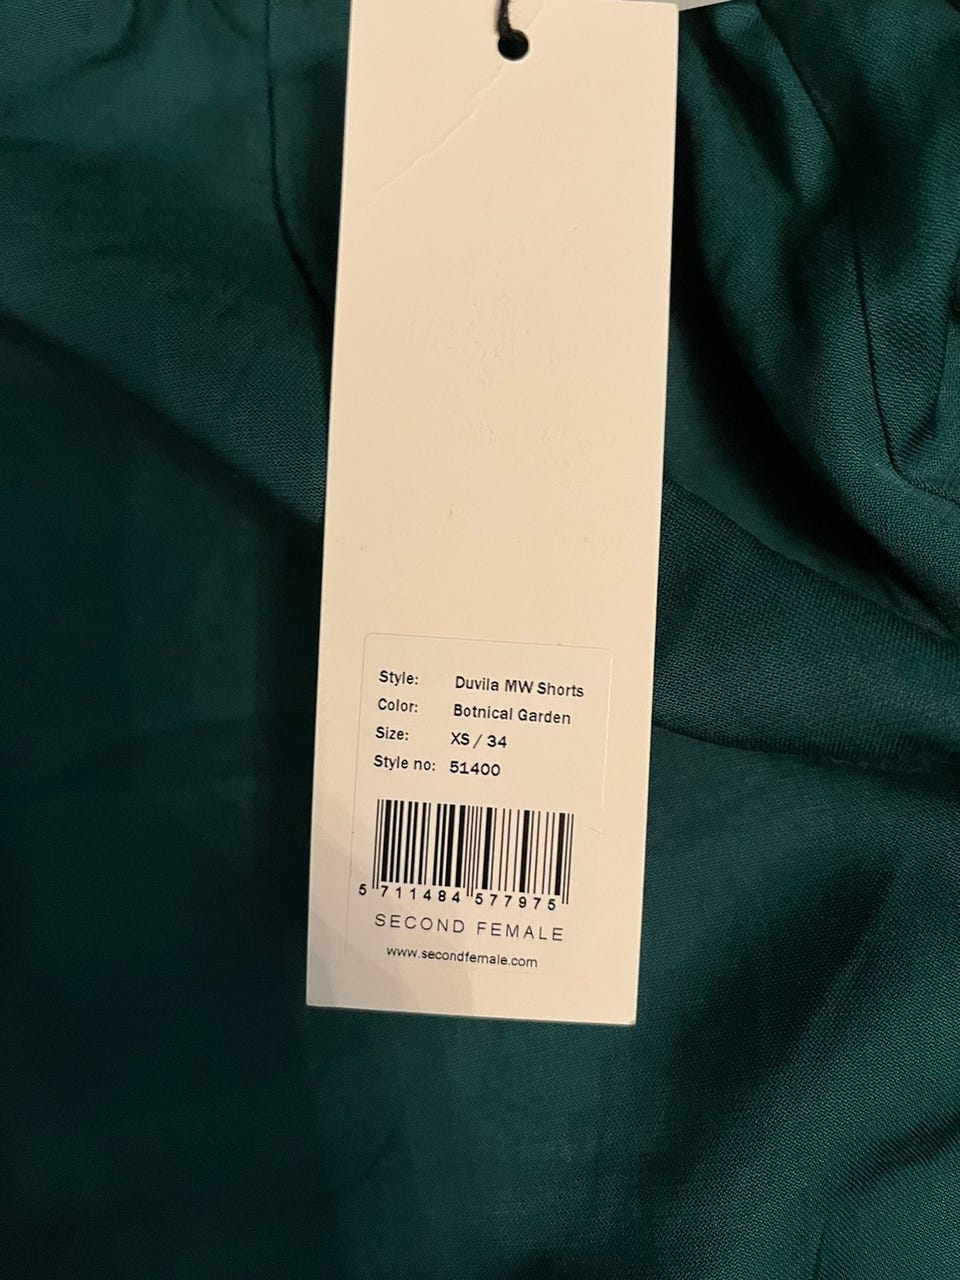 Style: Duvila MW Shorts
Color: Botnical Garden
Size: XS / 34
Style no: 51400
5 711484 577975
SECOND FEMALE
www.secondfemale.com